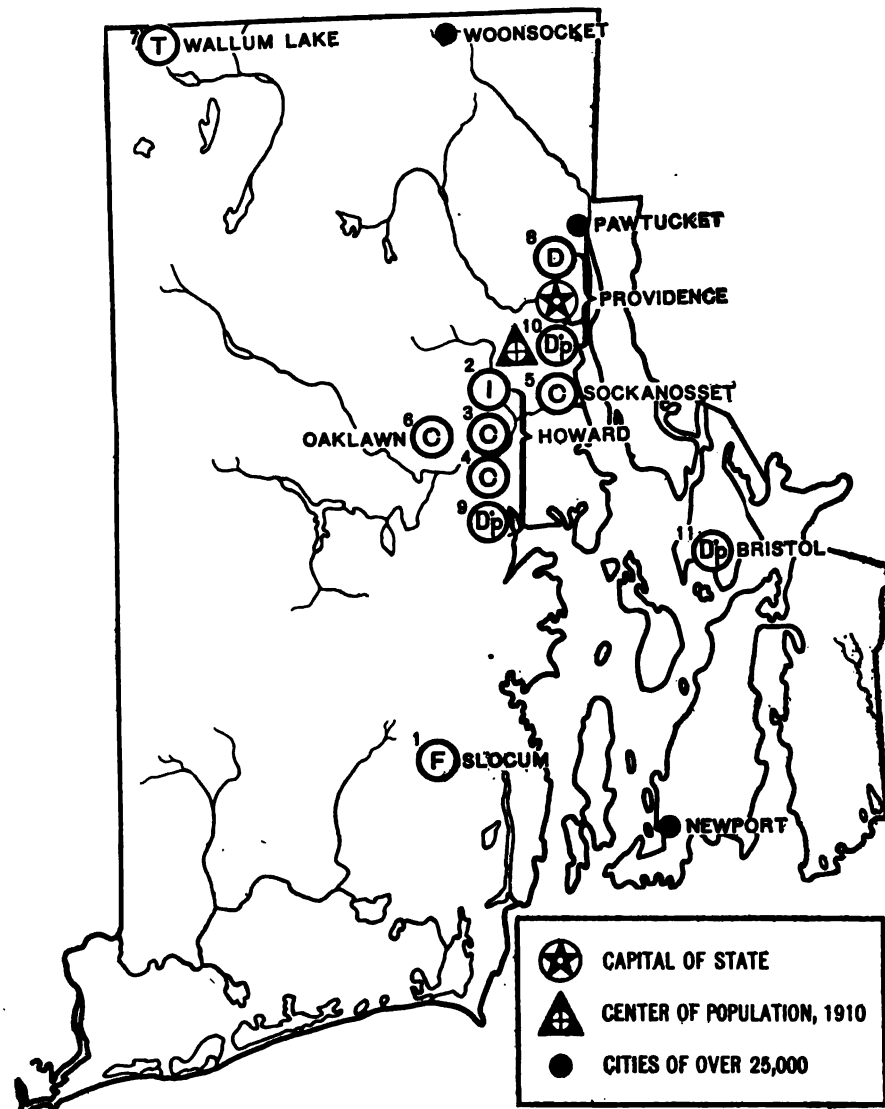 7 T WALLUM LAKE
WOONSOCKET
PAWTUCKET
8 D
PROVIDENCE
10 Dp
2 I
5 C SOCKANOSSET
3 C HOWARD
6 OAKLAWN C
4 C
9 Dp
11 Dp BRISTOL
1 F SLOCUM
NEWPORT
CAPITAL OF STATE
CENTER OF POPULATION, 1910
CITIES OF OVER 25,000